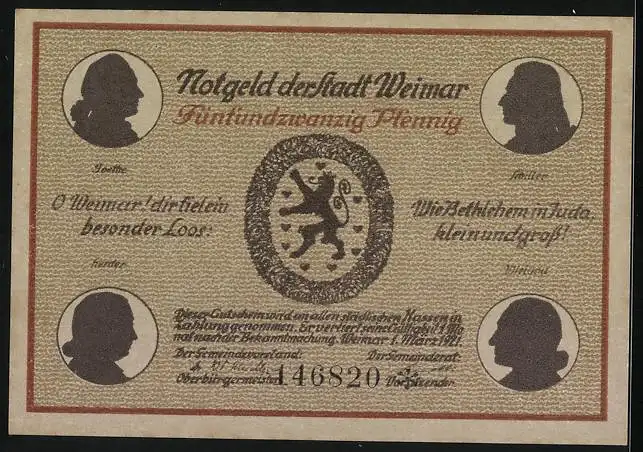 Notgeld der Stadt Weimar
Fünfundzwanzig Pfennig
Goethe
Schiller
O Weimar! dir fiel ein
besonder Loos:
Wie Bethlehem in Juda,
klein und groß!
Herder
Wieland
Dieser Gutschein wird an allen städtischen Kassen in
Zahlung genommen. Er verliert seine Gültigkeit 1 Mo
nat nach der Bekanntmachung. Weimar 1. März 1921.
Der Gemeindevorstand: Der Gemeinderat:
Oberbürgermeister 146820 Vorsitzender